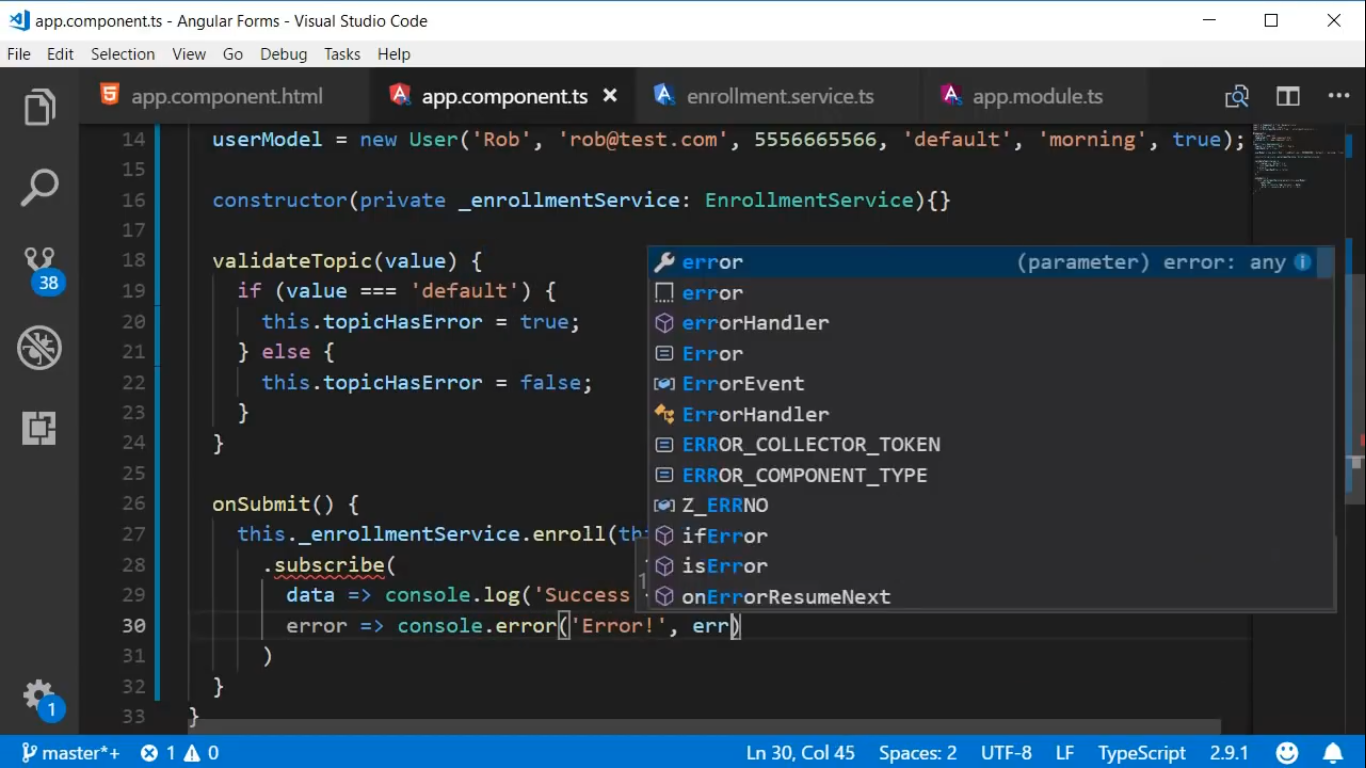 app.component.ts - Angular Forms - Visual Studio Code
File Edit Selection View Go Debug Tasks Help
app.component.html app.component.ts enrollment.service.ts app.module.ts
14 userModel = new User('Rob', 'rob@test.com', 5556665566, 'default', 'morning', true);
15
16 constructor(private _enrollmentService: EnrollmentService){}
17
18 validateTopic(value) {
19 if (value === 'default') {
20 this.topicHasError = true;
21 } else {
22 this.topicHasError = false;
23 }
24 }
25
26 onSubmit() {
27 this._enrollmentService.enroll(thi
28 .subscribe(
29 data => console.log('Success
30 error => console.error('Error!', err)
31 )
32 }
33 }
error (parameter) error: any
error
errorHandler
Error
ErrorEvent
ErrorHandler
ERROR_COLLECTOR_TOKEN
ERROR_COMPONENT_TYPE
Z_ERRNO
ifError
isError
onErrorResumeNext
38
1
master*+ 1 0 Ln 30, Col 45 Spaces: 2 UTF-8 LF TypeScript 2.9.1